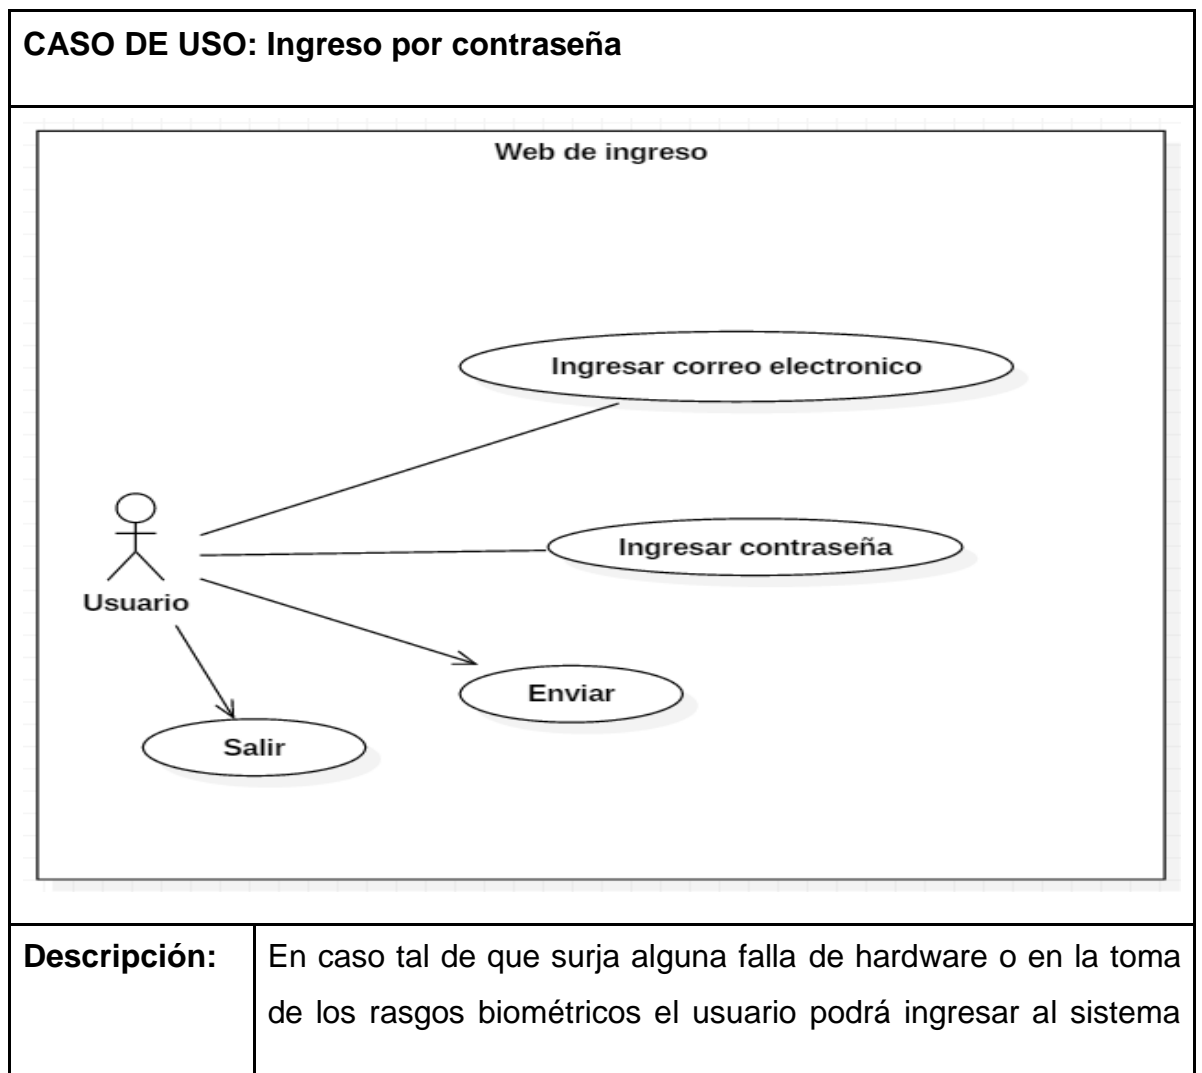 CASO DE USO: Ingreso por contraseña
Web de ingreso
Ingresar correo electronico
Ingresar contraseña
Usuario
Enviar
Salir
Descripción:
En caso tal de que surja alguna falla de hardware o en la toma
de los rasgos biométricos el usuario podrá ingresar al sistema